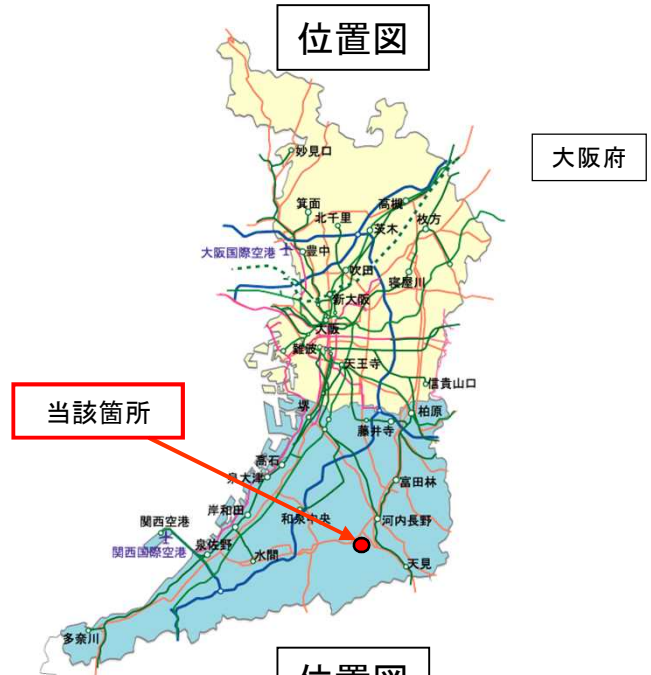 位置図
大阪府
妙見口
箕面
北千里
高槻
茨木
枚方
大阪国際空港
豊中
吹田
寝屋川
新大阪
大阪
難波
天王寺
信貴山口
当該箇所
堺
柏原
藤井寺
高石
泉大津
富田林
岸和田
和泉中央
関西空港
河内長野
関西国際空港
泉佐野
水間
天見
多奈川
位置図